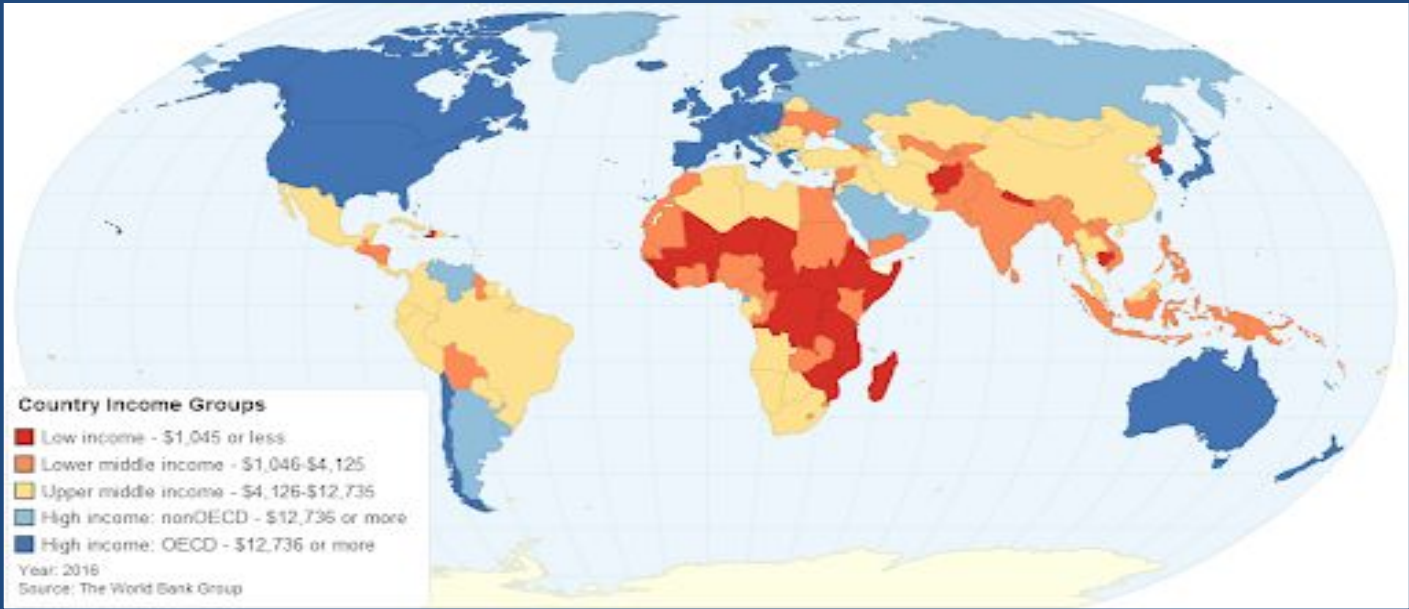 Country Income Groups
Low income - $1,045 or less
Lower middle income - $1,046-$4,125
Upper middle income - $4,126-$12,735
High income: nonOECD - $12,736 or more
High income: OECD - $12,736 or more
Year: 2016
Source: The World Bank Group